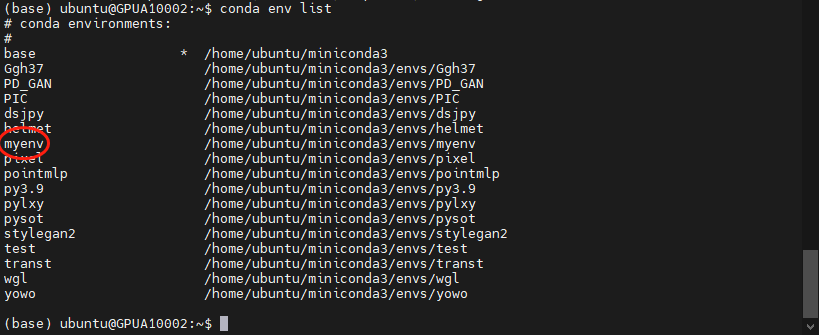 (base) ubuntu@GPUA10002:~$ conda env list
# conda environments:
#
base                  *  /home/ubuntu/miniconda3
Ggh37                    /home/ubuntu/miniconda3/envs/Ggh37
PD_GAN                   /home/ubuntu/miniconda3/envs/PD_GAN
PIC                      /home/ubuntu/miniconda3/envs/PIC
dsjpy                    /home/ubuntu/miniconda3/envs/dsjpy
helmet                   /home/ubuntu/miniconda3/envs/helmet
myenv                    /home/ubuntu/miniconda3/envs/myenv
pixel                    /home/ubuntu/miniconda3/envs/pixel
pointmlp                 /home/ubuntu/miniconda3/envs/pointmlp
py3.9                    /home/ubuntu/miniconda3/envs/py3.9
pylxy                    /home/ubuntu/miniconda3/envs/pylxy
pysot                    /home/ubuntu/miniconda3/envs/pysot
stylegan2                /home/ubuntu/miniconda3/envs/stylegan2
test                     /home/ubuntu/miniconda3/envs/test
transt                   /home/ubuntu/miniconda3/envs/transt
wgl                      /home/ubuntu/miniconda3/envs/wgl
yowo                     /home/ubuntu/miniconda3/envs/yowo
(base) ubuntu@GPUA10002:~$